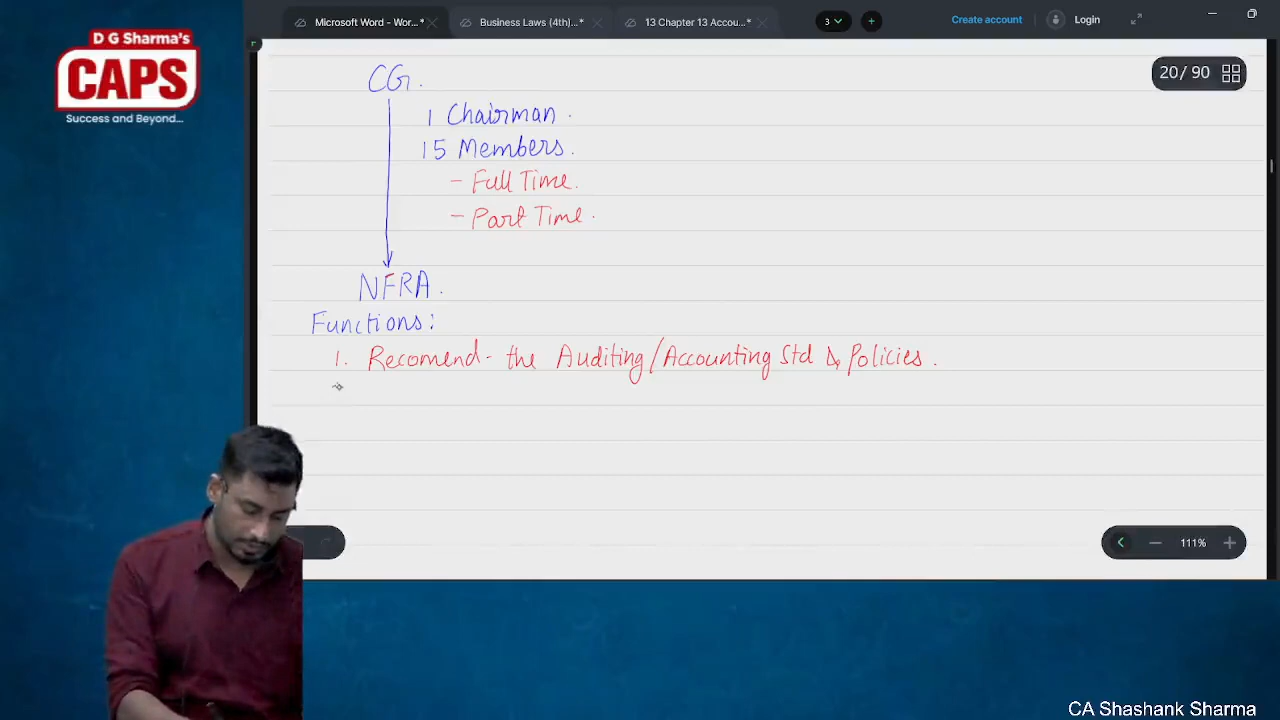 D G Sharma's
CAPS
Success and Beyond...
Microsoft Word - Wor...*
Business Laws (4th)...*
13 Chapter 13 Accou...*
3
Create account
Login
20/90
CG.
1 Chairman.
15 Members.
- Full Time.
- Part Time.
NFRA.
Functions:
1. Recomend - the Auditing/Accounting Std & Policies.
111%
CA Shashank Sharma